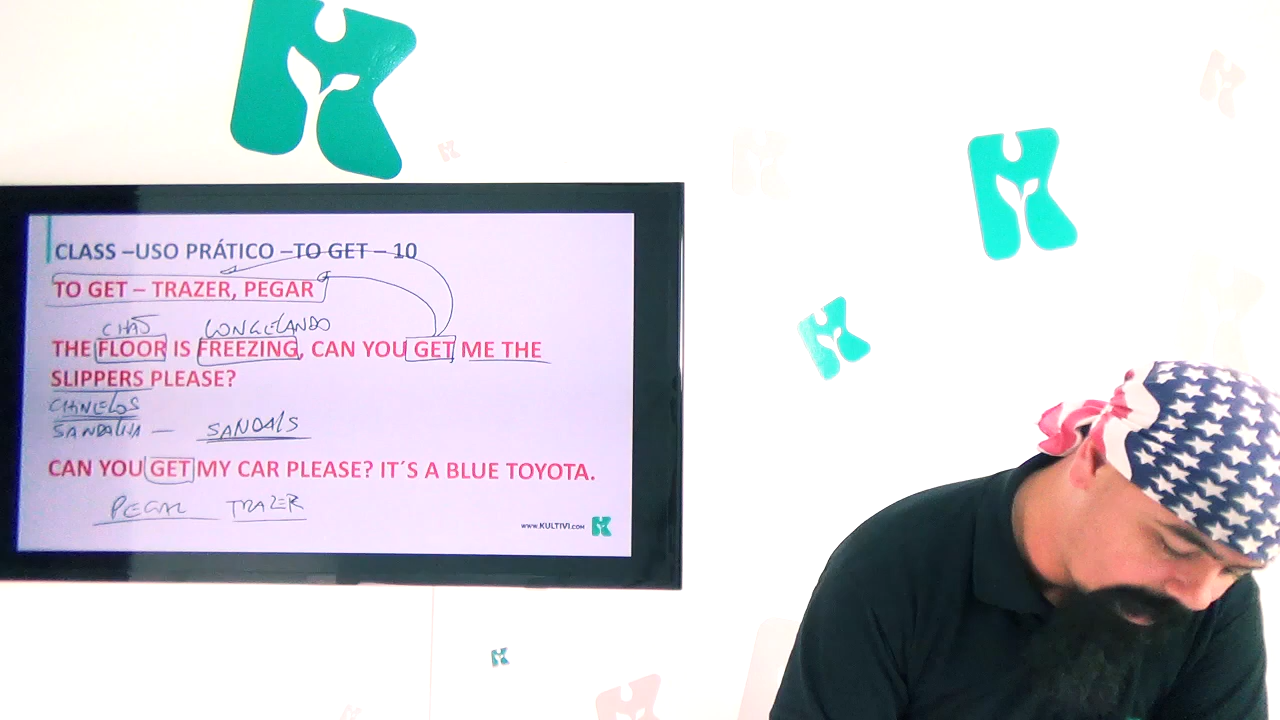 CLASS –USO PRÁTICO –TO GET – 10
TO GET – TRAZER, PEGAR
CHÃO CONGELANDO
THE FLOOR IS FREEZING, CAN YOU GET ME THE
SLIPPERS PLEASE?
CHINELOS
SANDALHA — SANDALS
CAN YOU GET MY CAR PLEASE? IT´S A BLUE TOYOTA.
PEGAR TRAZER
WWW.KULTIVI.COM